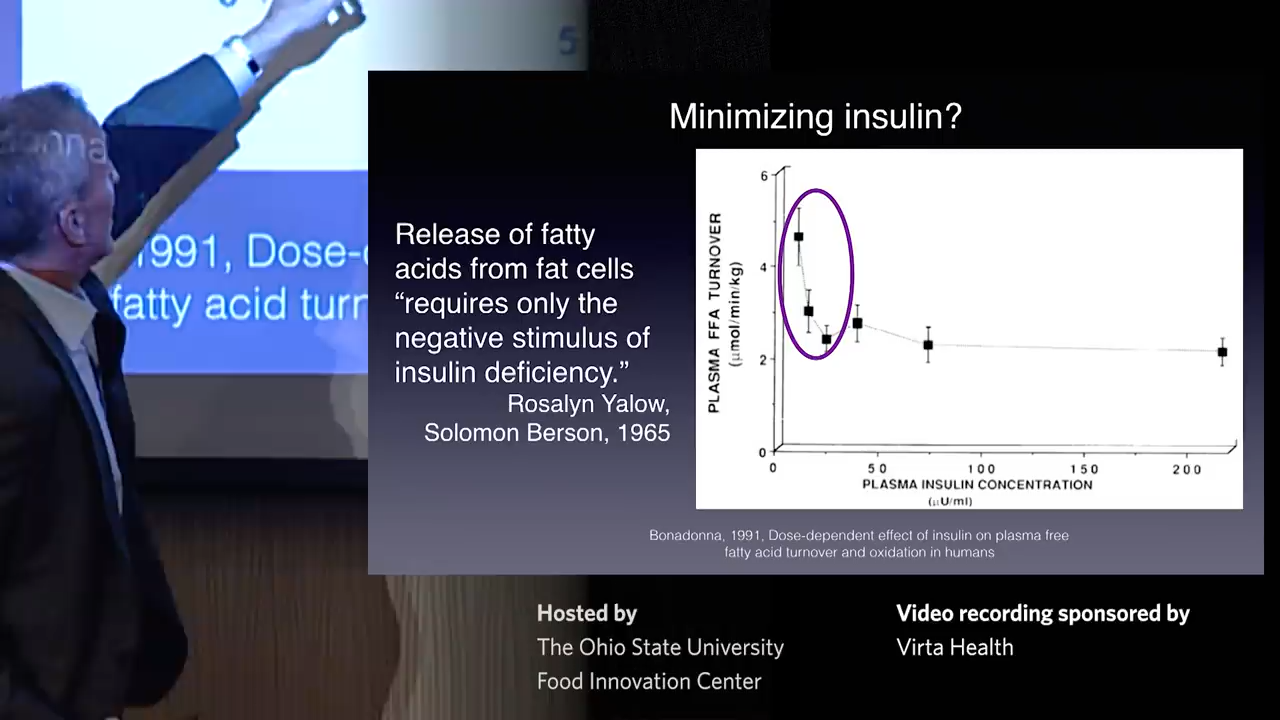 5
adonna
1991, Dose-
fatty acid turn
Minimizing insulin?
Release of fatty
acids from fat cells
“requires only the
negative stimulus of
insulin deficiency.”
Rosalyn Yalow,
Solomon Berson, 1965
PLASMA FFA TURNOVER
(μmol/min/kg)
6
4
2
0
0 50 100 150 200
PLASMA INSULIN CONCENTRATION
(μU/ml)
Bonadonna, 1991, Dose-dependent effect of insulin on plasma free
fatty acid turnover and oxidation in humans
Hosted by
The Ohio State University
Food Innovation Center
Video recording sponsored by
Virta Health